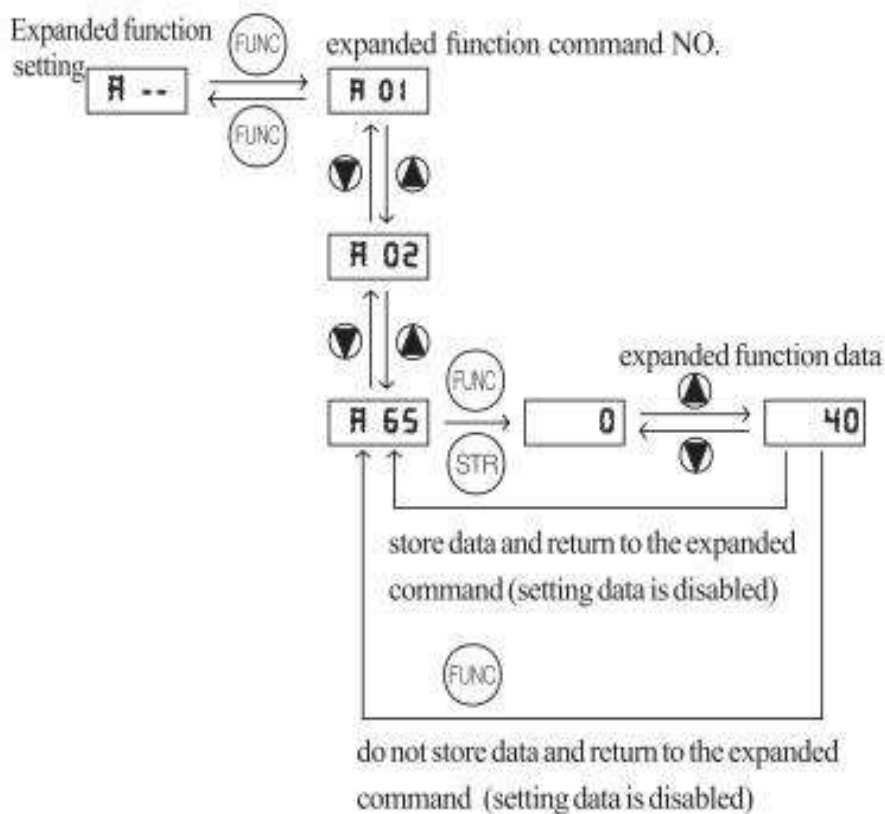 Expanded function
setting
FUNC
expanded function command NO.
A --
A 01
FUNC
A 02
expanded function data
FUNC
A 65
0
40
STR
store data and return to the expanded
command (setting data is disabled)
FUNC
do not store data and return to the expanded
command (setting data is disabled)